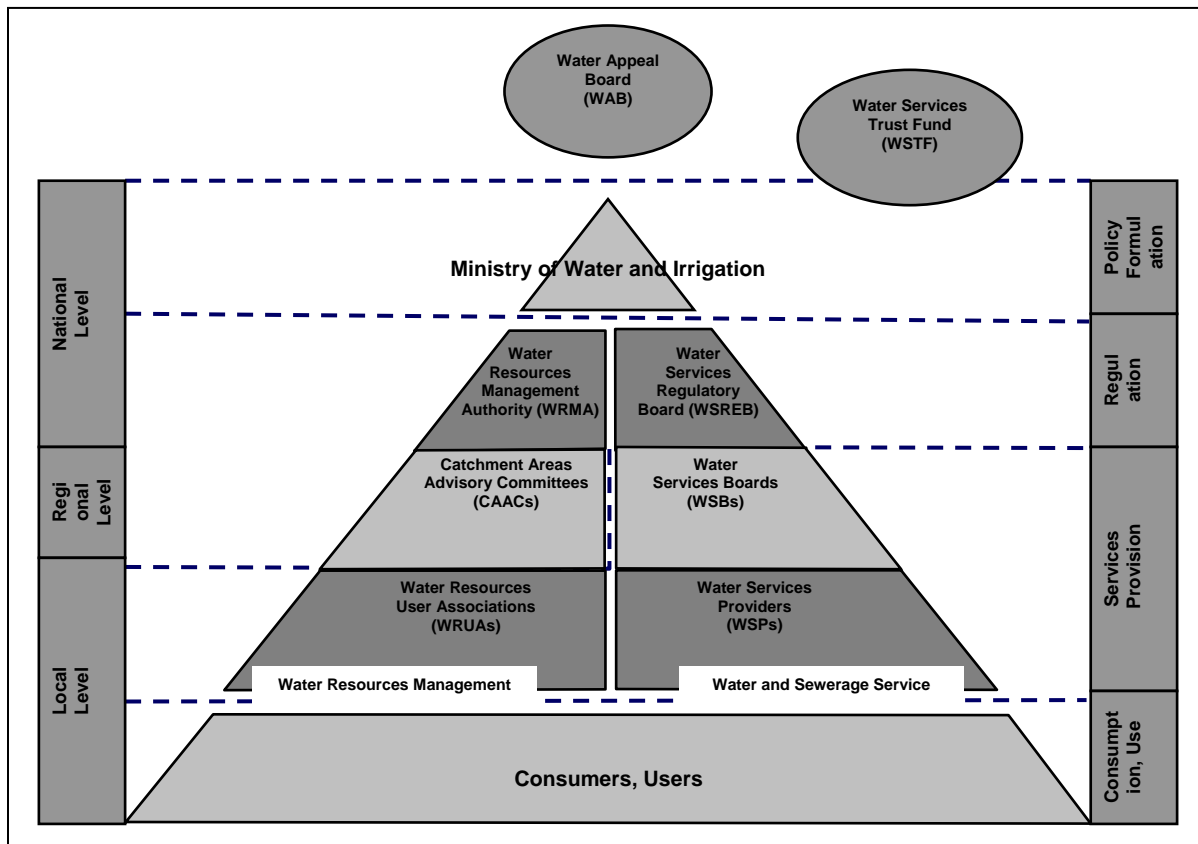 Water Appeal
Board
(WAB)
Water Services
Trust Fund
(WSTF)
National
Level
Regi
onal
Level
Local
Level
Ministry of Water and Irrigation
Water
Resources
Management
Authority (WRMA)
Water
Services
Regulatory
Board (WSREB)
Catchment Areas
Advisory Committees
(CAACs)
Water
Services Boards
(WSBs)
Water Resources
User Associations
(WRUAs)
Water Services
Providers
(WSPs)
Water Resources Management
Water and Sewerage Service
Consumers, Users
Policy
Formul
ation
Regul
ation
Services
Provision
Consumpt
ion, Use